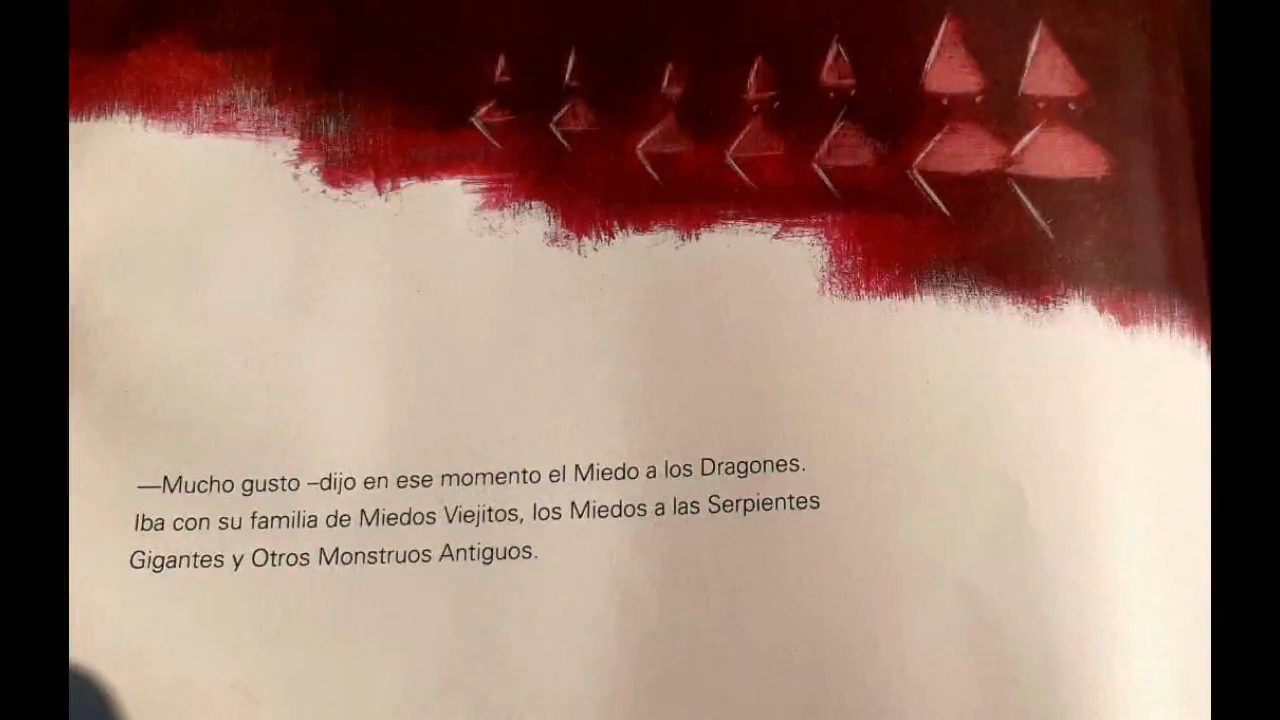 —Mucho gusto –dijo en ese momento el Miedo a los Dragones.
Iba con su familia de Miedos Viejitos, los Miedos a las Serpientes
Gigantes y Otros Monstruos Antiguos.